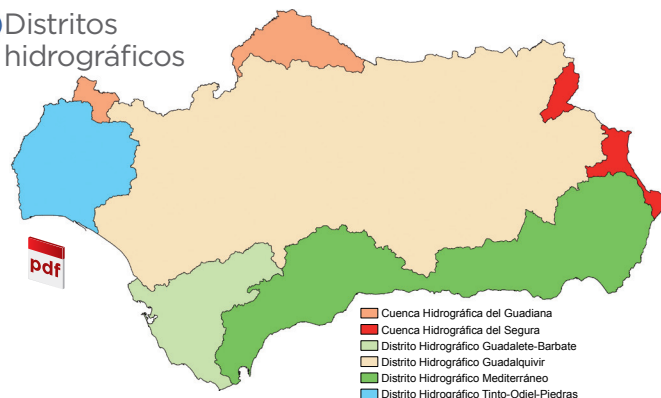 Distritos
hidrográficos
pdf
Cuenca Hidrográfica del Guadiana
Cuenca Hidrográfica del Segura
Distrito Hidrográfico Guadalete-Barbate
Distrito Hidrográfico Guadalquivir
Distrito Hidrográfico Mediterráneo
Distrito Hidrográfico Tinto-Odiel-Piedras